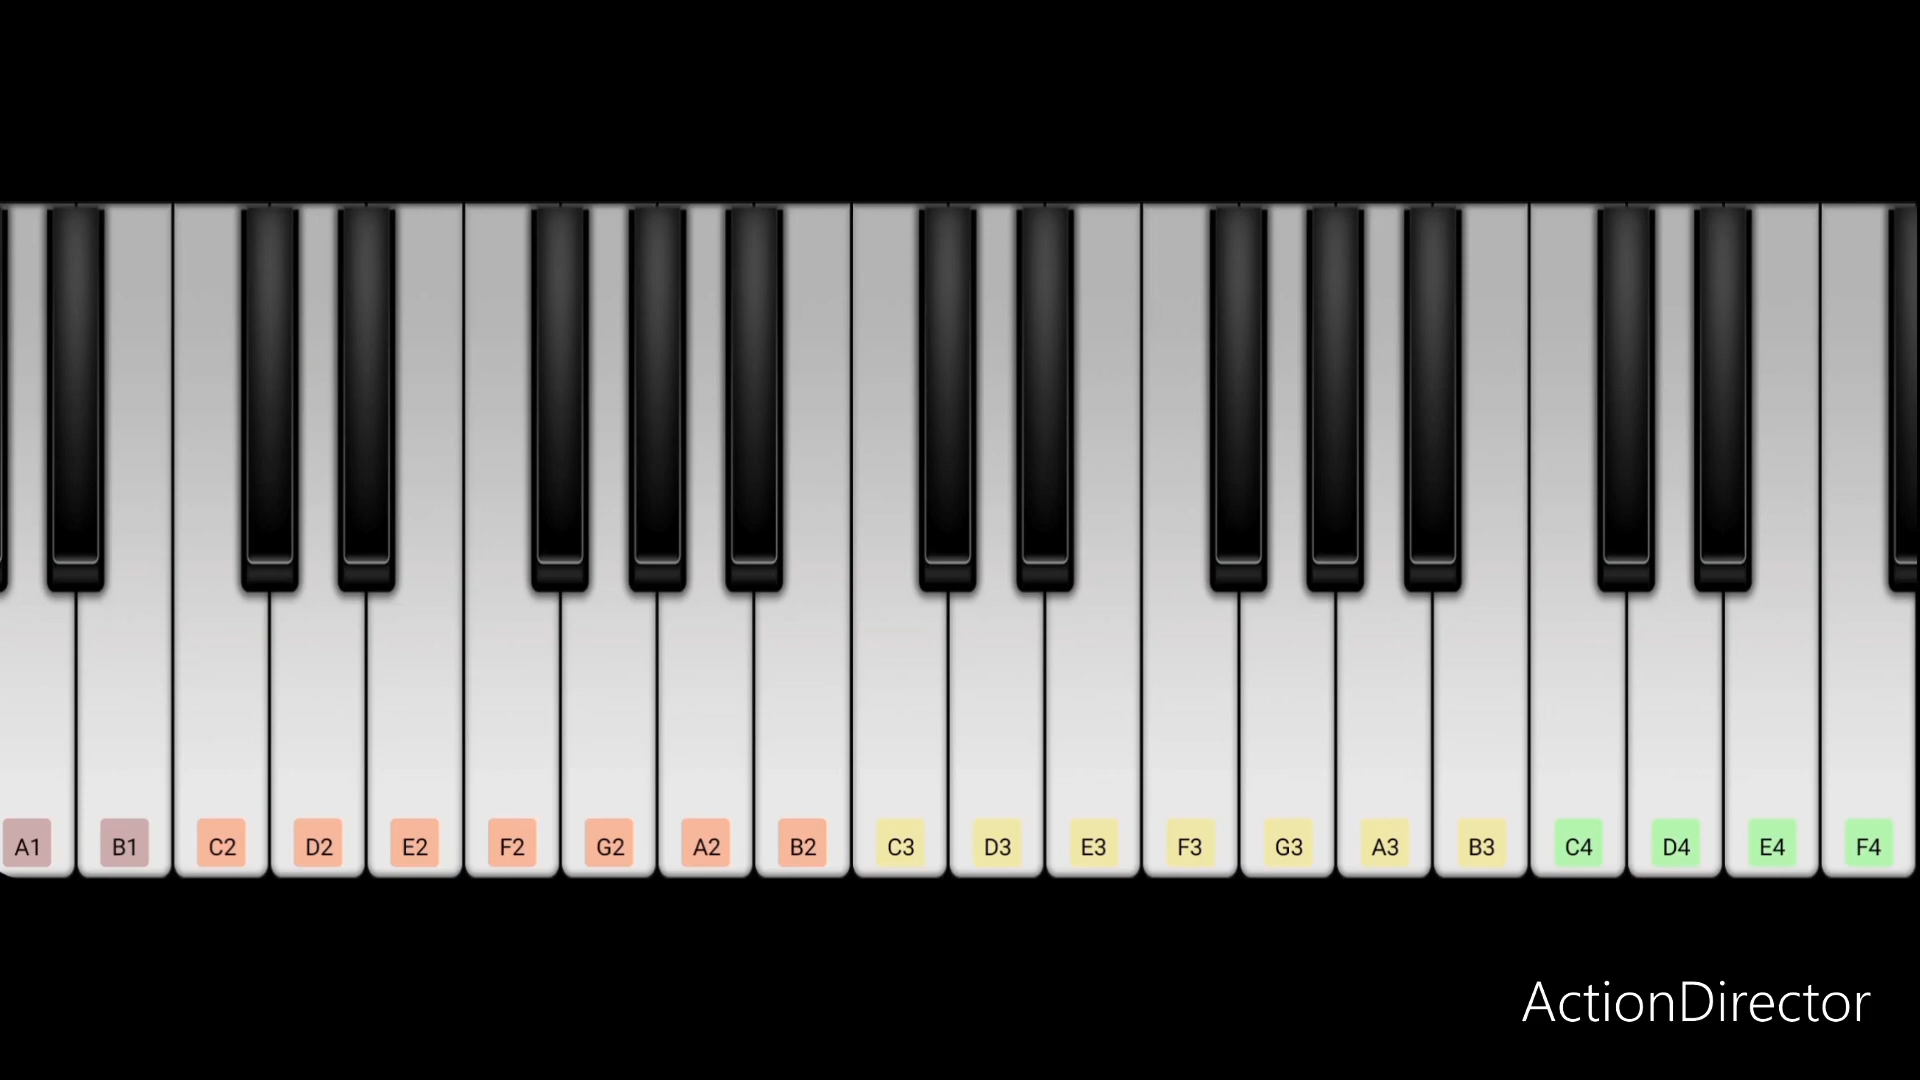 A1 B1 C2 D2 E2 F2 G2 A2 B2 C3 D3 E3 F3 G3 A3 B3 C4 D4 E4 F4
ActionDirector